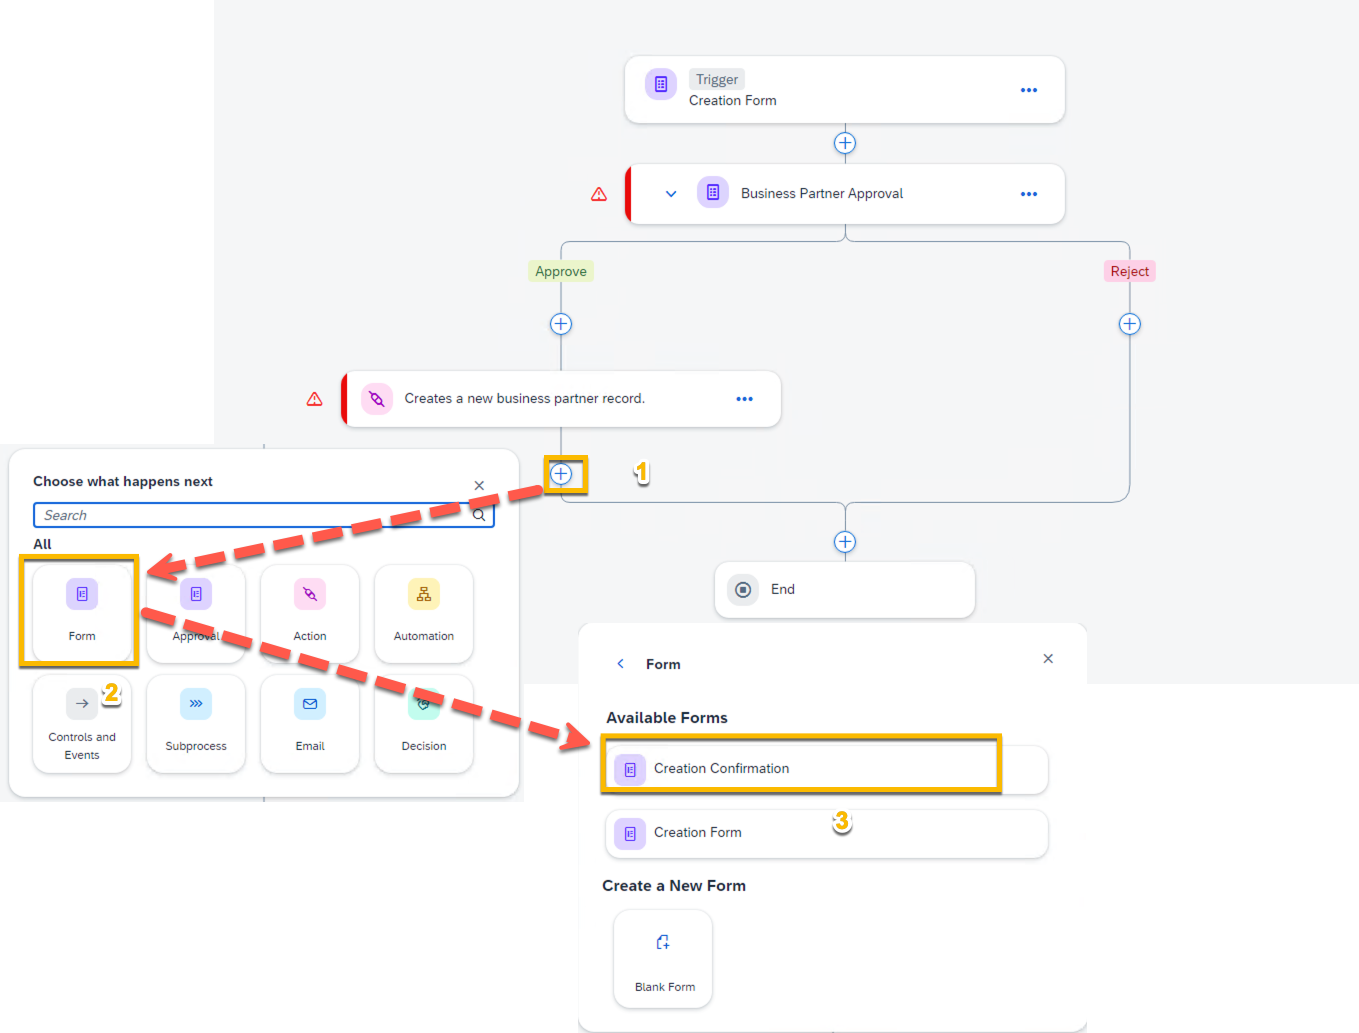 Trigger
Creation Form
Business Partner Approval
Approve
Reject
Creates a new business partner record.
1
Choose what happens next
Search
All
Form
Approval
Action
Automation
2
Controls and
Events
Subprocess
Email
Decision
End
Form
Available Forms
Creation Confirmation
Creation Form
3
Create a New Form
Blank Form